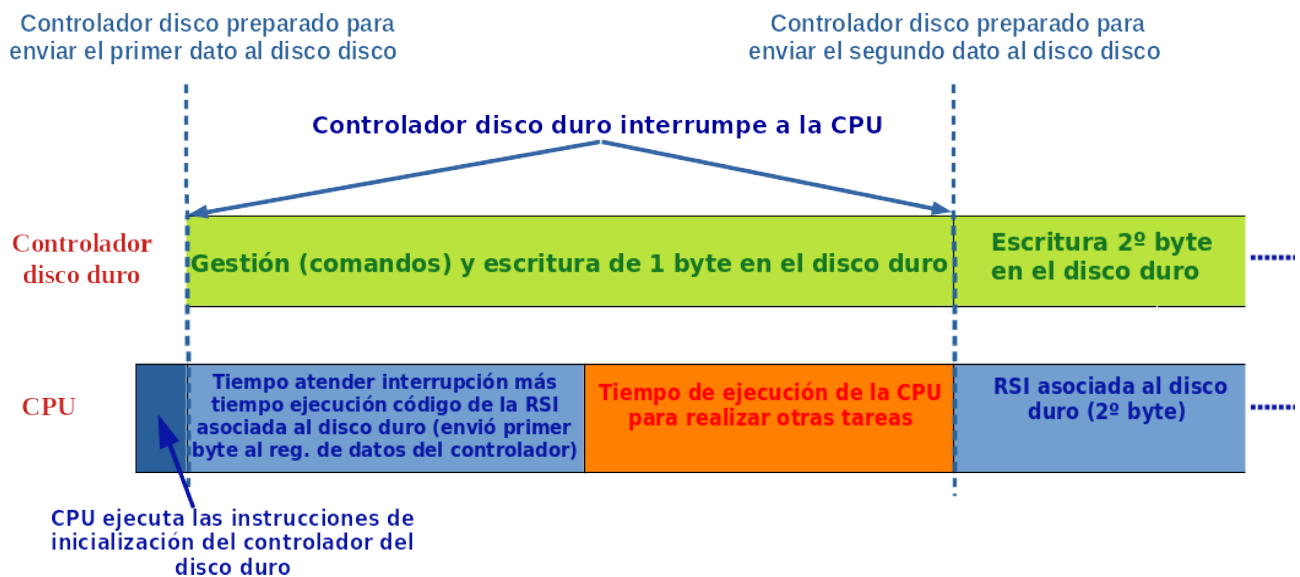 Controlador disco preparado para
enviar el primer dato al disco disco
Controlador disco preparado para
enviar el segundo dato al disco disco
Controlador disco duro interrumpe a la CPU
Controlador
disco duro
Gestión (comandos) y escritura de 1 byte en el disco duro
Escritura 2º byte
en el disco duro
CPU
Tiempo atender interrupción más
tiempo ejecución código de la RSI
asociada al disco duro (envió primer
byte al reg. de datos del controlador)
Tiempo de ejecución de la CPU
para realizar otras tareas
RSI asociada al disco
duro (2º byte)
CPU ejecuta las instrucciones de
inicialización del controlador del
disco duro